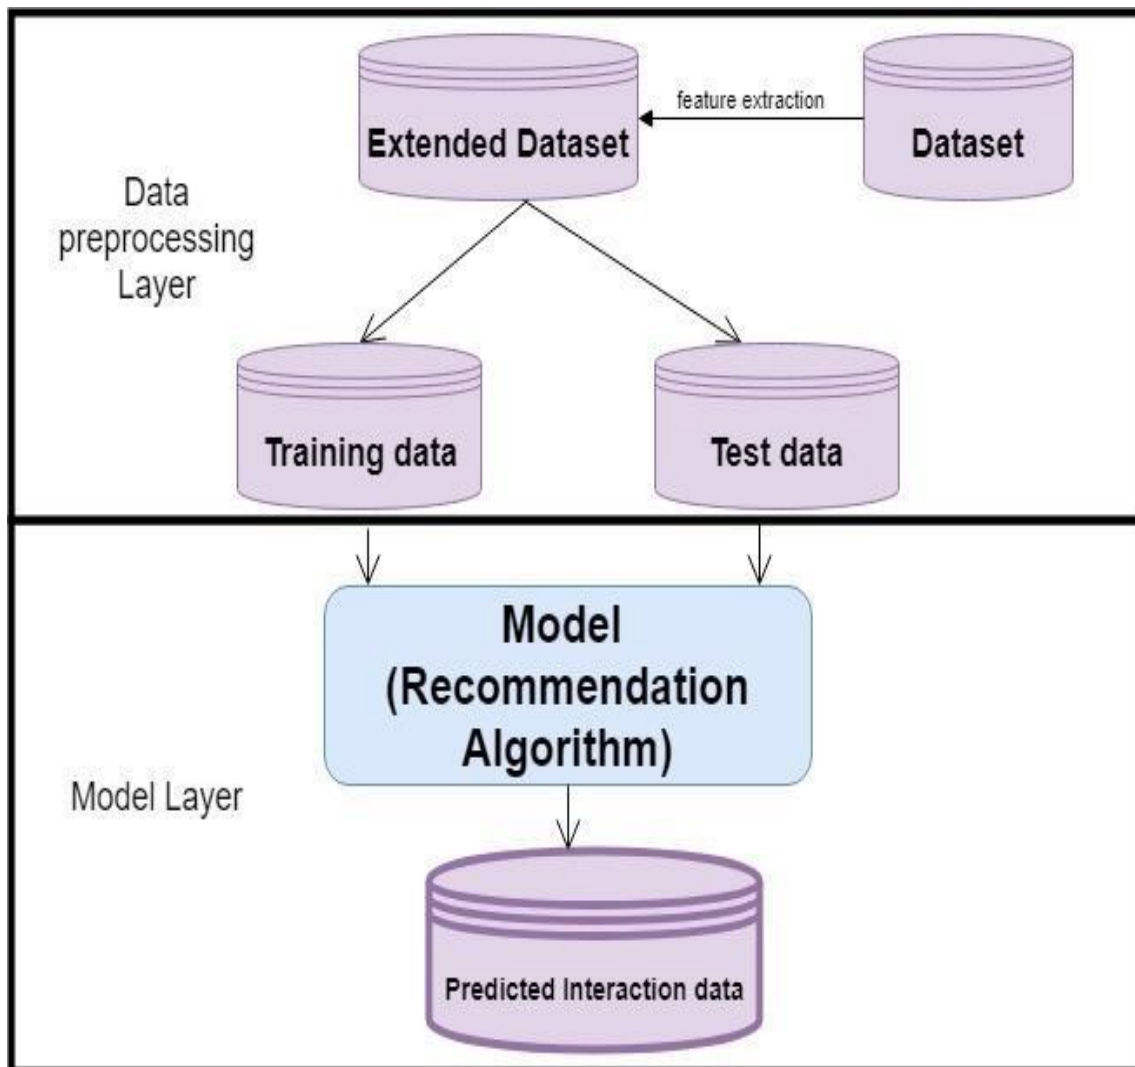 Extended Dataset
feature extraction
Dataset
Data
preprocessing
Layer
Training data
Test data
Model
(Recommendation
Algorithm)
Model Layer
Predicted Interaction data